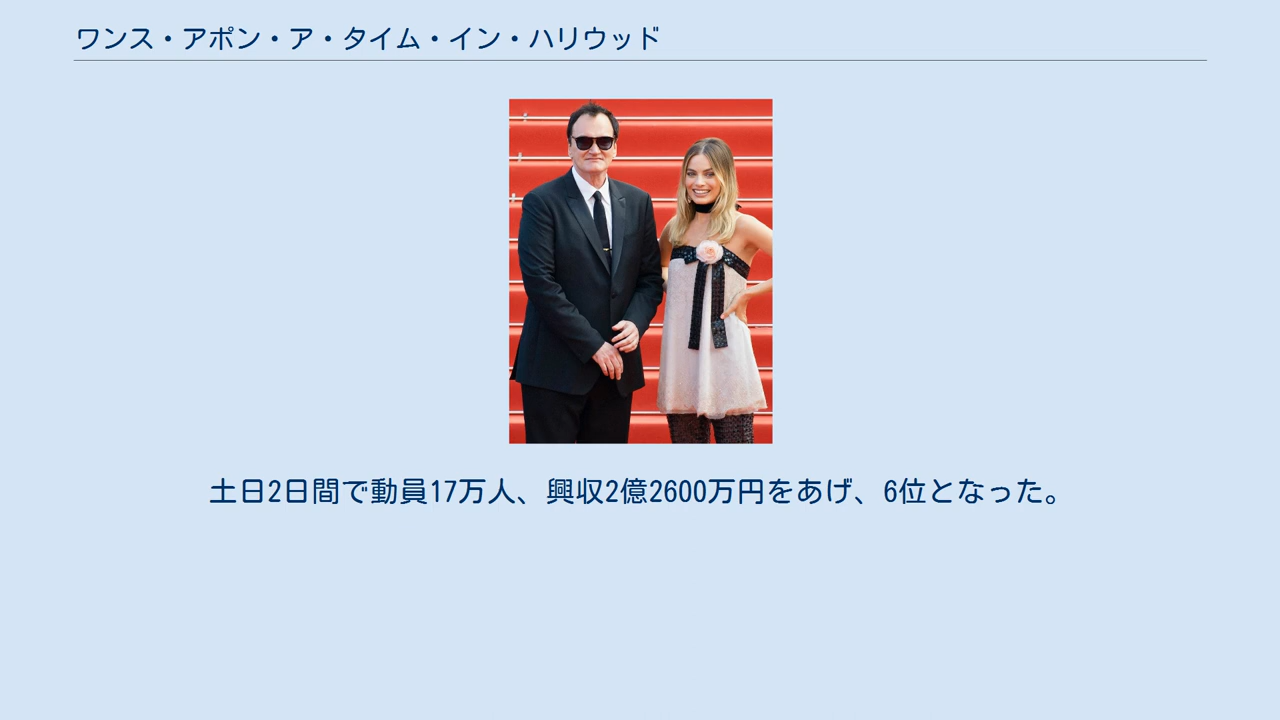 ワンス・アポン・ア・タイム・イン・ハリウッド
土日2日間で動員17万人、興収2億2600万円をあげ、6位となった。